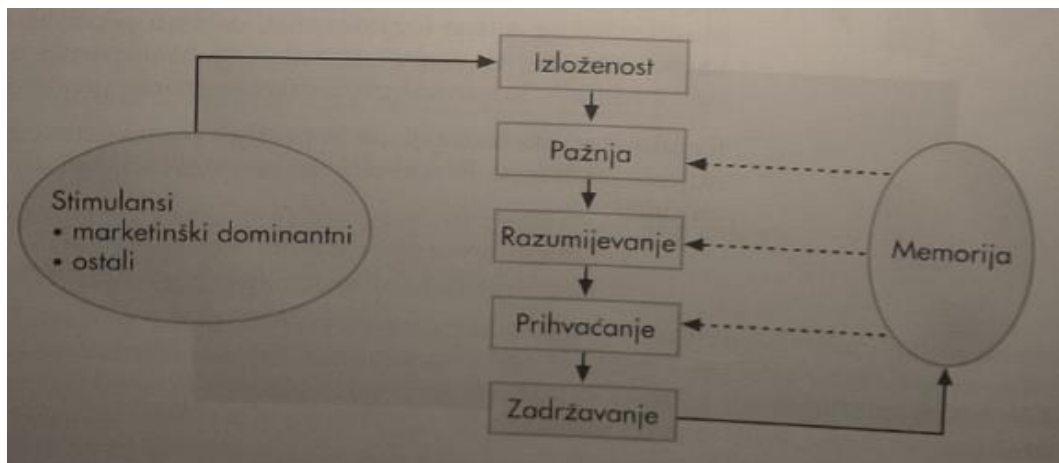 Izloženost
Pažnja
Stimulansi
• marketinški dominantni
• ostali
Razumijevanje
Memorija
Prihvaćanje
Zadržavanje